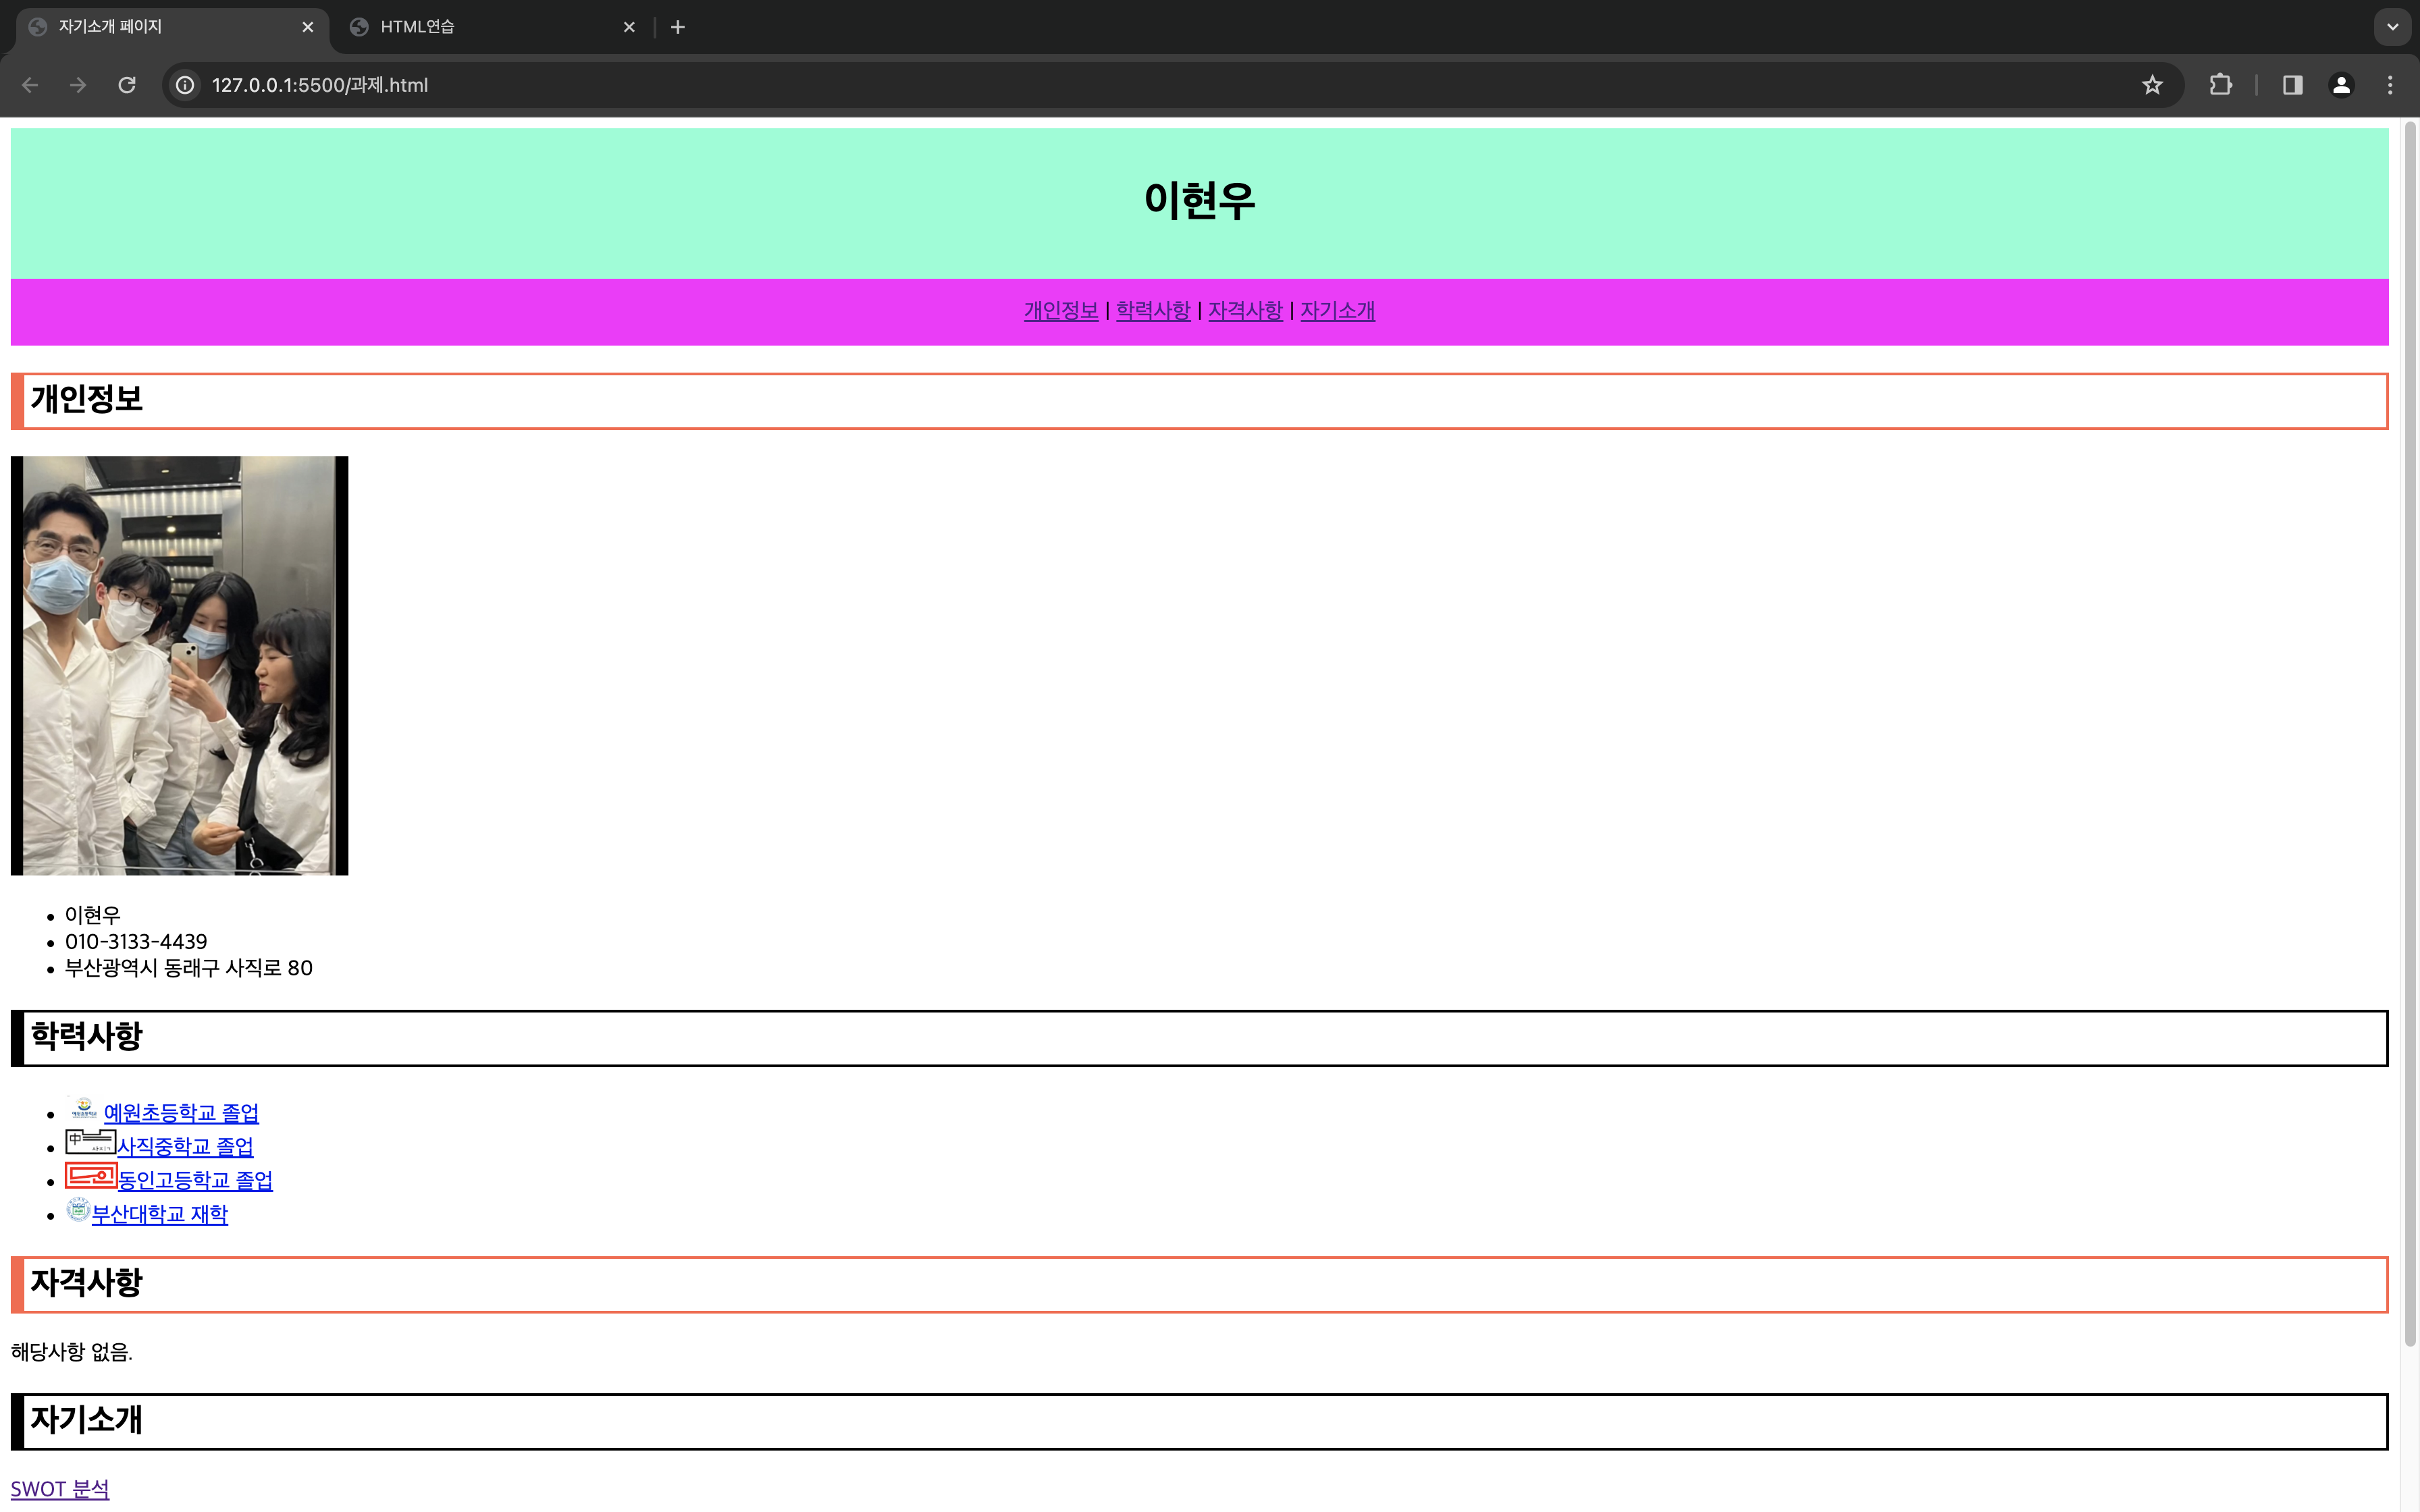 자기소개 페이지
HTML연습
127.0.0.1:5500/과제.html
이현우
개인정보 | 학력사항 | 자격사항 | 자기소개
개인정보
이현우
010-3133-4439
부산광역시 동래구 사직로 80
학력사항
예원초등학교 졸업
사직중학교 졸업
동인고등학교 졸업
부산대학교 재학
자격사항
해당사항 없음.
자기소개
SWOT 분석